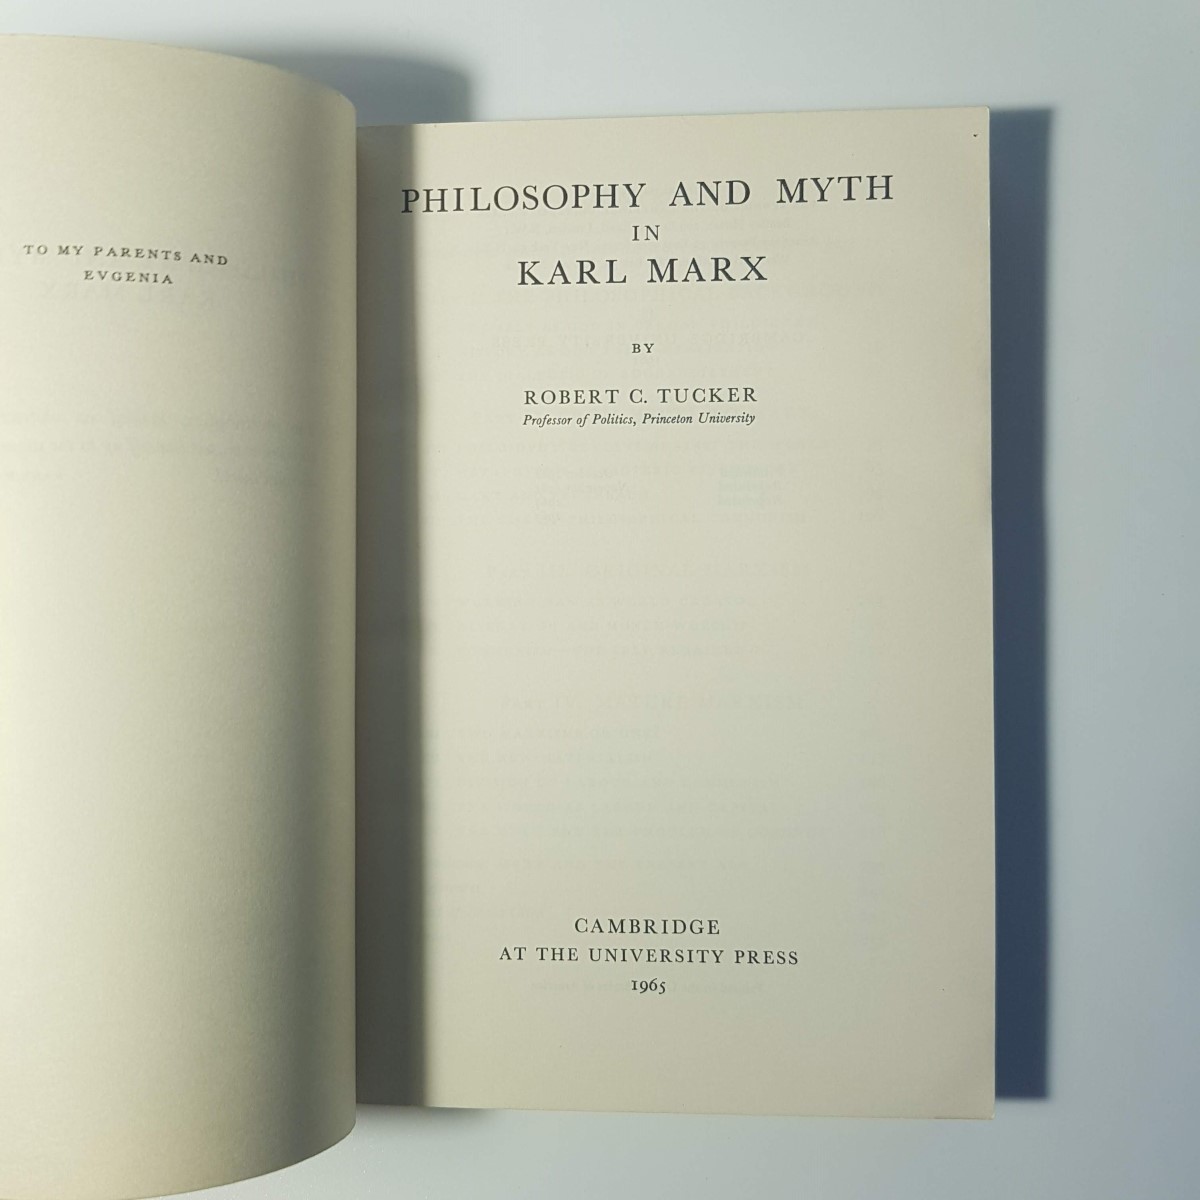 TO MY PARENTS AND
EVGENIA
PHILOSOPHY AND MYTH
IN
KARL MARX
BY
ROBERT C. TUCKER
Professor of Politics, Princeton University
CAMBRIDGE
AT THE UNIVERSITY PRESS
1965